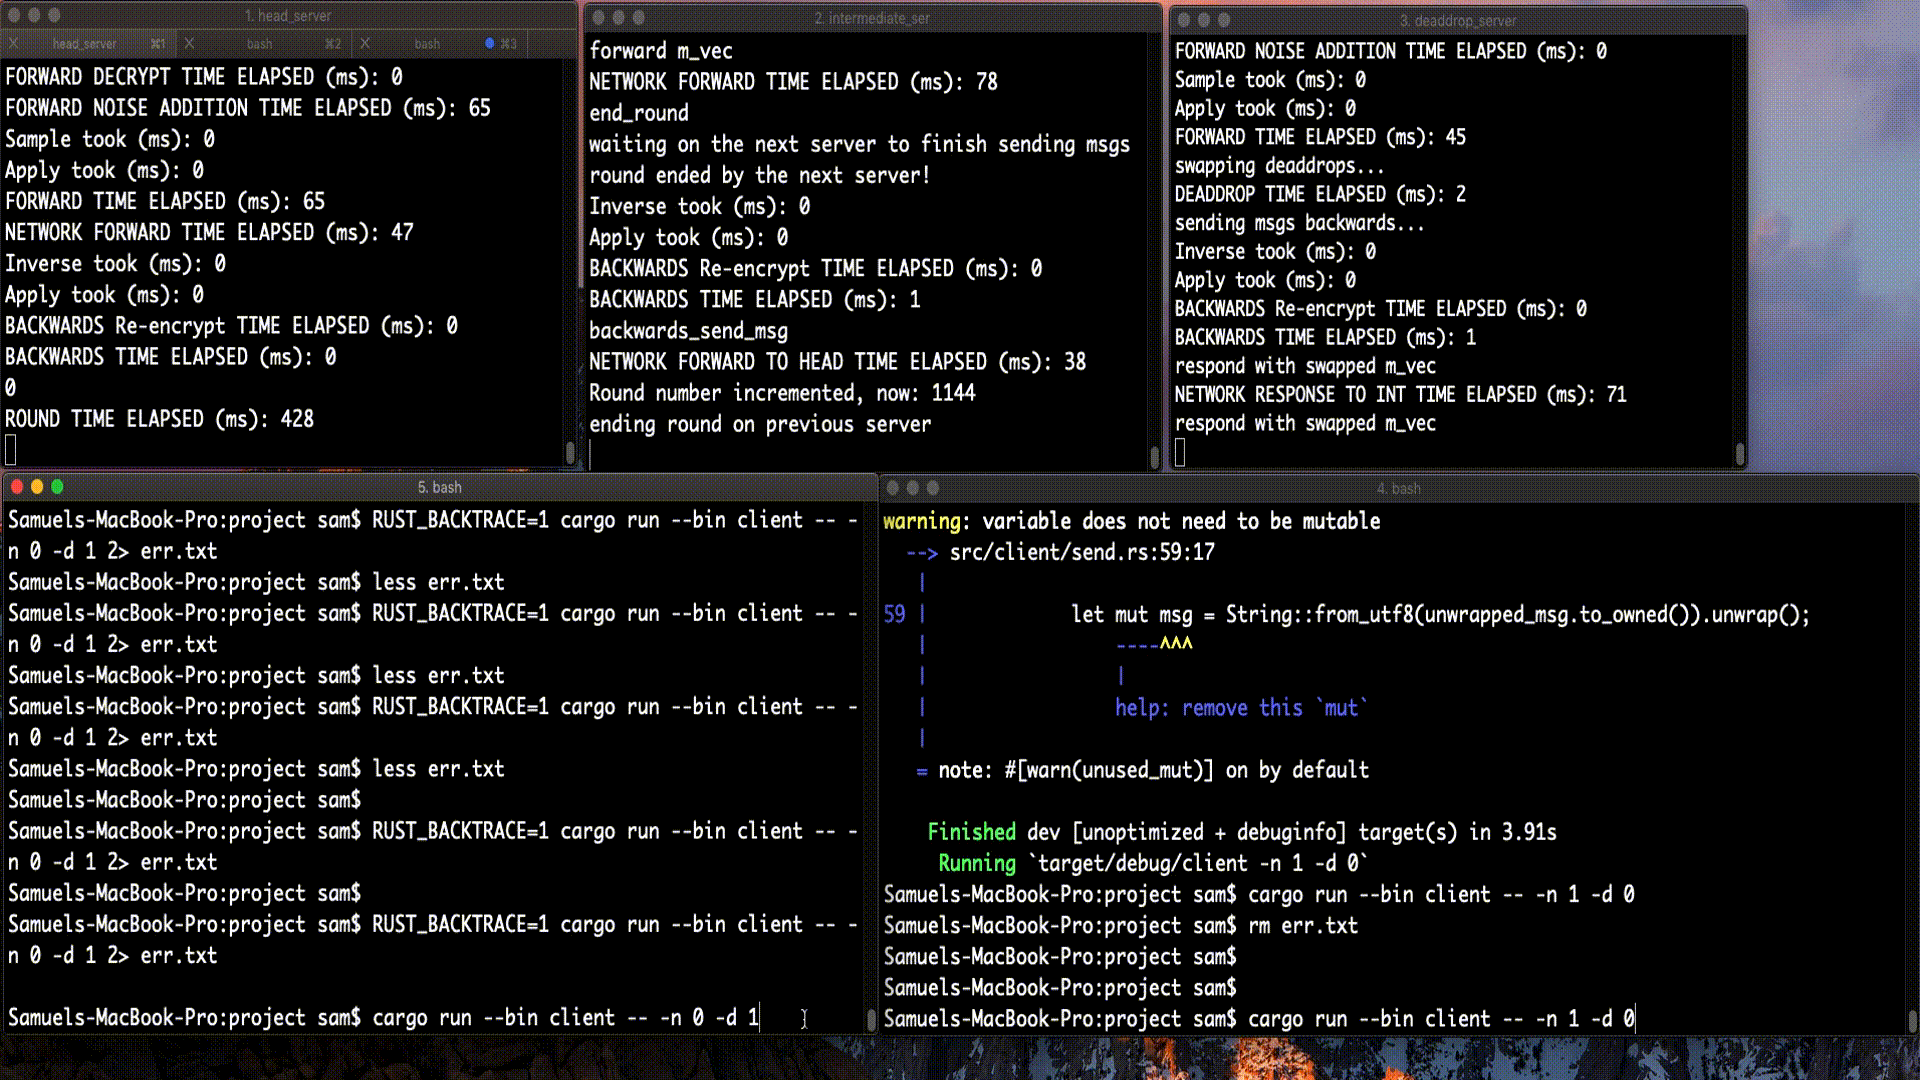 1. head_server
head_server ⌘1 bash ⌘2 bash ⌘3
FORWARD DECRYPT TIME ELAPSED (ms): 0
FORWARD NOISE ADDITION TIME ELAPSED (ms): 65
Sample took (ms): 0
Apply took (ms): 0
FORWARD TIME ELAPSED (ms): 65
NETWORK FORWARD TIME ELAPSED (ms): 47
Inverse took (ms): 0
Apply took (ms): 0
BACKWARDS Re-encrypt TIME ELAPSED (ms): 0
BACKWARDS TIME ELAPSED (ms): 0
0
ROUND TIME ELAPSED (ms): 428
2. intermediate_ser
forward m_vec
NETWORK FORWARD TIME ELAPSED (ms): 78
end_round
waiting on the next server to finish sending msgs
round ended by the next server!
Inverse took (ms): 0
Apply took (ms): 0
BACKWARDS Re-encrypt TIME ELAPSED (ms): 0
BACKWARDS TIME ELAPSED (ms): 1
backwards_send_msg
NETWORK FORWARD TO HEAD TIME ELAPSED (ms): 38
Round number incremented, now: 1144
ending round on previous server
3. deaddrop_server
FORWARD NOISE ADDITION TIME ELAPSED (ms): 0
Sample took (ms): 0
Apply took (ms): 0
FORWARD TIME ELAPSED (ms): 45
swapping deaddrops...
DEADDROP TIME ELAPSED (ms): 2
sending msgs backwards...
Inverse took (ms): 0
Apply took (ms): 0
BACKWARDS Re-encrypt TIME ELAPSED (ms): 0
BACKWARDS TIME ELAPSED (ms): 1
respond with swapped m_vec
NETWORK RESPONSE TO INT TIME ELAPSED (ms): 71
respond with swapped m_vec
5. bash
Samuels-MacBook-Pro:project sam$ RUST_BACKTRACE=1 cargo run --bin client -- -
n 0 -d 1 2> err.txt
Samuels-MacBook-Pro:project sam$ less err.txt
Samuels-MacBook-Pro:project sam$ RUST_BACKTRACE=1 cargo run --bin client -- -
n 0 -d 1 2> err.txt
Samuels-MacBook-Pro:project sam$ less err.txt
Samuels-MacBook-Pro:project sam$ RUST_BACKTRACE=1 cargo run --bin client -- -
n 0 -d 1 2> err.txt
Samuels-MacBook-Pro:project sam$ less err.txt
Samuels-MacBook-Pro:project sam$
Samuels-MacBook-Pro:project sam$ RUST_BACKTRACE=1 cargo run --bin client -- -
n 0 -d 1 2> err.txt
Samuels-MacBook-Pro:project sam$
Samuels-MacBook-Pro:project sam$ RUST_BACKTRACE=1 cargo run --bin client -- -
n 0 -d 1 2> err.txt
Samuels-MacBook-Pro:project sam$ cargo run --bin client -- -n 0 -d 1
4. bash
warning: variable does not need to be mutable
--> src/client/send.rs:59:17
|
59 | let mut msg = String::from_utf8(unwrapped_msg.to_owned()).unwrap();
| ----^^^
| |
| help: remove this `mut`
|
= note: #[warn(unused_mut)] on by default
Finished dev [unoptimized + debuginfo] target(s) in 3.91s
Running `target/debug/client -n 1 -d 0`
Samuels-MacBook-Pro:project sam$ cargo run --bin client -- -n 1 -d 0
Samuels-MacBook-Pro:project sam$ rm err.txt
Samuels-MacBook-Pro:project sam$
Samuels-MacBook-Pro:project sam$
Samuels-MacBook-Pro:project sam$ cargo run --bin client -- -n 1 -d 0